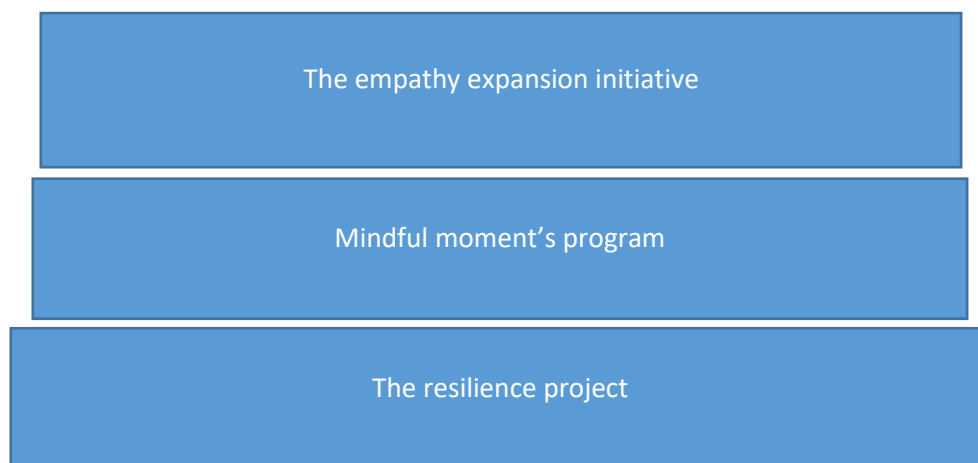 The empathy expansion initiative
Mindful moment’s program
The resilience project